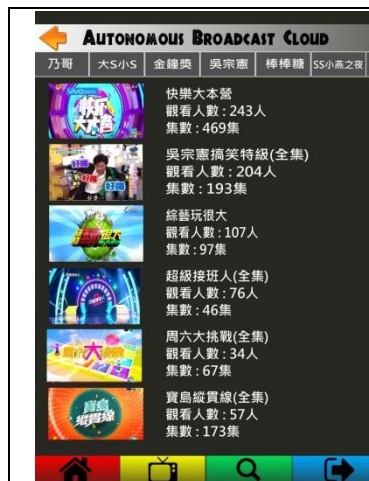 AUTONOMOUS BROADCAST CLOUD
乃哥 大S小S 金鐘獎 吳宗憲 棒棒糖 SS小燕之夜
快樂大本營
觀看人數：243人
集數：469集
吳宗憲搞笑特級(全集)
觀看人數：204人
集數：193集
好嘴
綜藝玩很大
觀看人數：107人
集數：97集
超級接班人(全集)
觀看人數：76人
集數：46集
周六大挑戰(全集)
觀看人數：34人
集數：67集
寶島縱貫線(全集)
觀看人數：57人
集數：173集
寶島
縱貫線